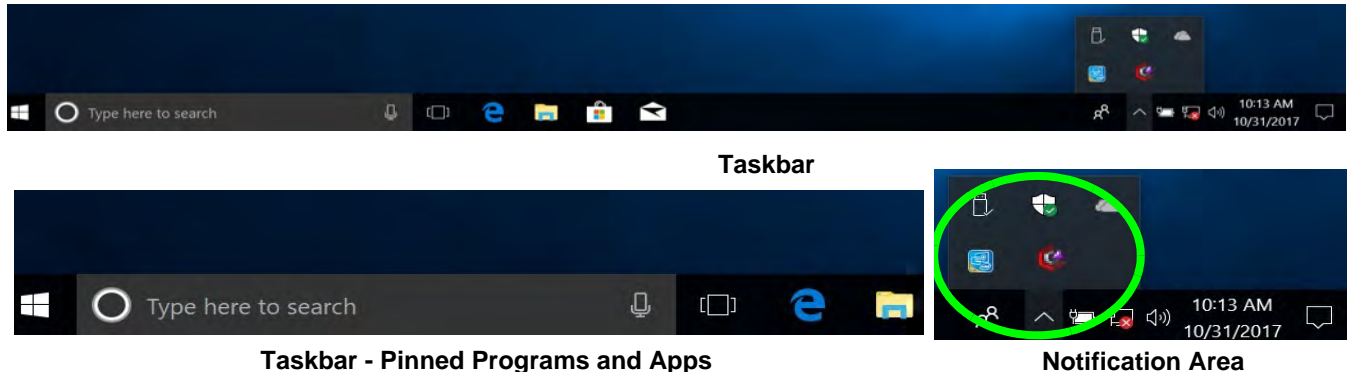 Type here to search
10:13 AM
10/31/2017
Taskbar
Type here to search
10:13 AM
10/31/2017
Taskbar - Pinned Programs and Apps
Notification Area